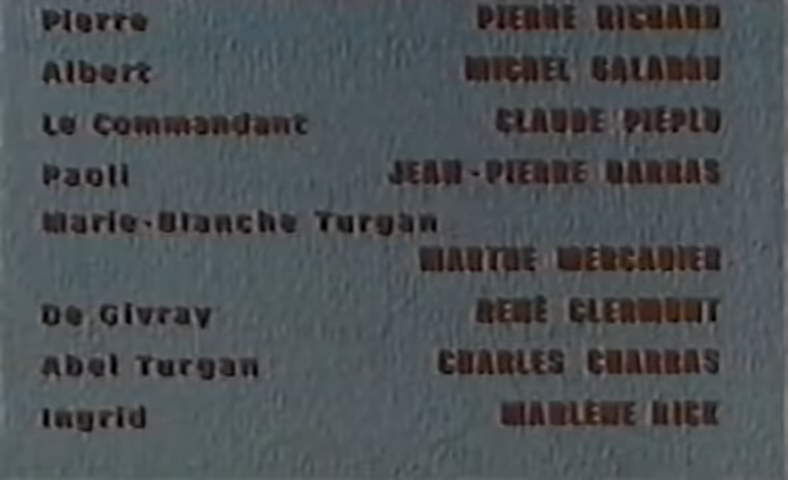 Pierre PIERRE RICHARD
Albert MICHEL GALABRU
Le Commandant CLAUDE PIÉPLU
Paoli JEAN-PIERRE DARRAS
Marie-Blanche Turgan
MARTHE MERCADIER
De Givray RENÉ CLERMONT
Abel Turgan CHARLES CHARRAS
Ingrid MARLÈNE RICK